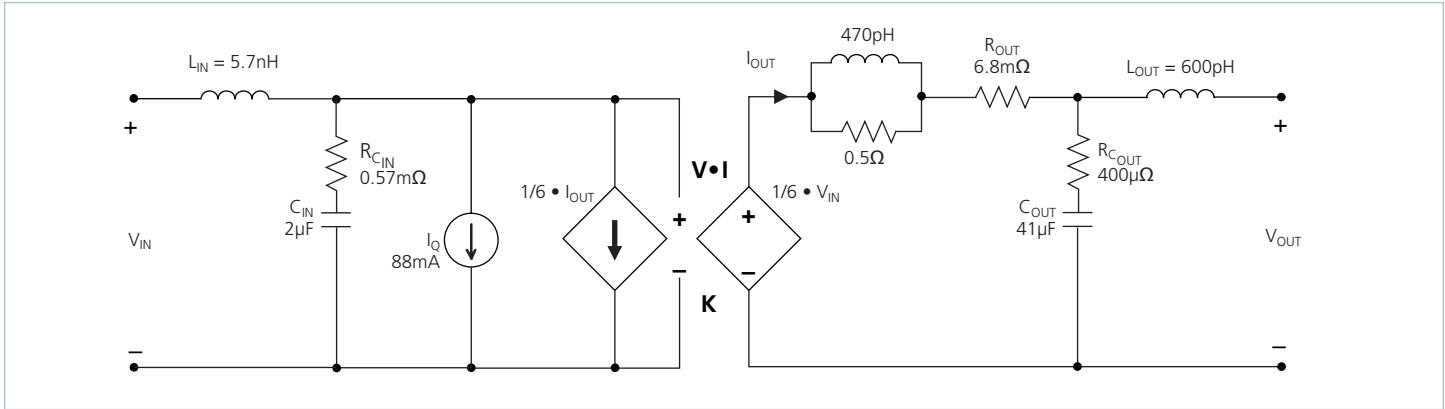 L_IN = 5.7nH
+
−
V_IN
R_C_IN
0.57mΩ
C_IN
2µF
I_Q
88mA
1/6 • I_OUT
V•I
+
−
K
1/6 • V_IN
+
−
I_OUT
470pH
0.5Ω
R_OUT
6.8mΩ
R_C_OUT
400µΩ
C_OUT
41µF
L_OUT = 600pH
+
−
V_OUT